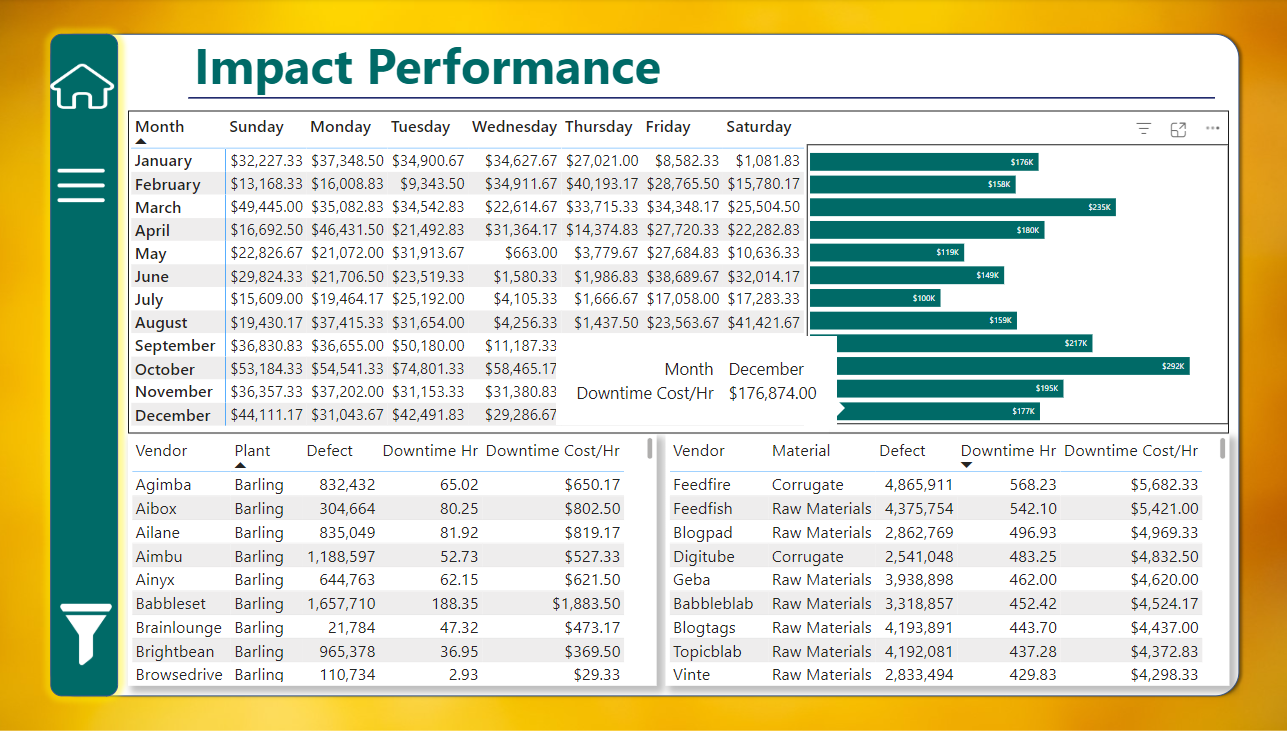 Impact Performance
Month Sunday Monday Tuesday Wednesday Thursday Friday Saturday
January $32,227.33 $37,348.50 $34,900.67 $34,627.67 $27,021.00 $8,582.33 $1,081.83 $176K
February $13,168.33 $16,008.83 $9,343.50 $34,911.67 $40,193.17 $28,765.50 $15,780.17 $158K
March $49,445.00 $35,082.83 $34,542.83 $22,614.67 $33,715.33 $34,348.17 $25,504.50 $235K
April $16,692.50 $46,431.50 $21,492.83 $31,364.17 $14,374.83 $27,720.33 $22,282.83 $180K
May $22,826.67 $21,072.00 $31,913.67 $663.00 $3,779.67 $27,684.83 $10,636.33 $119K
June $29,824.33 $21,706.50 $23,519.33 $1,580.33 $1,986.83 $38,689.67 $32,014.17 $149K
July $15,609.00 $19,464.17 $25,192.00 $4,105.33 $1,666.67 $17,058.00 $17,283.33 $100K
August $19,430.17 $37,415.33 $31,654.00 $4,256.33 $1,437.50 $23,563.67 $41,421.67 $159K
September $36,830.83 $36,655.00 $50,180.00 $11,187.33 $217K
October $53,184.33 $54,541.33 $74,801.33 $58,465.17 $292K
November $36,357.33 $37,202.00 $31,153.33 $31,380.83 $195K
December $44,111.17 $31,043.67 $42,491.83 $29,286.67 $177K
Month December
Downtime Cost/Hr $176,874.00
Vendor Plant Defect Downtime Hr Downtime Cost/Hr
Agimba Barling 832,432 65.02 $650.17
Aibox Barling 304,664 80.25 $802.50
Ailane Barling 835,049 81.92 $819.17
Aimbu Barling 1,188,597 52.73 $527.33
Ainyx Barling 644,763 62.15 $621.50
Babbleset Barling 1,657,710 188.35 $1,883.50
Brainlounge Barling 21,784 47.32 $473.17
Brightbean Barling 965,378 36.95 $369.50
Browsedrive Barling 110,734 2.93 $29.33
Vendor Material Defect Downtime Hr Downtime Cost/Hr
Feedfire Corrugate 4,865,911 568.23 $5,682.33
Feedfish Raw Materials 4,375,754 542.10 $5,421.00
Blogpad Raw Materials 2,862,769 496.93 $4,969.33
Digitube Corrugate 2,541,048 483.25 $4,832.50
Geba Raw Materials 3,938,898 462.00 $4,620.00
Babbleblab Raw Materials 3,318,857 452.42 $4,524.17
Blogtags Raw Materials 4,193,891 443.70 $4,437.00
Topicblab Raw Materials 4,192,081 437.28 $4,372.83
Vinte Raw Materials 2,833,494 429.83 $4,298.33